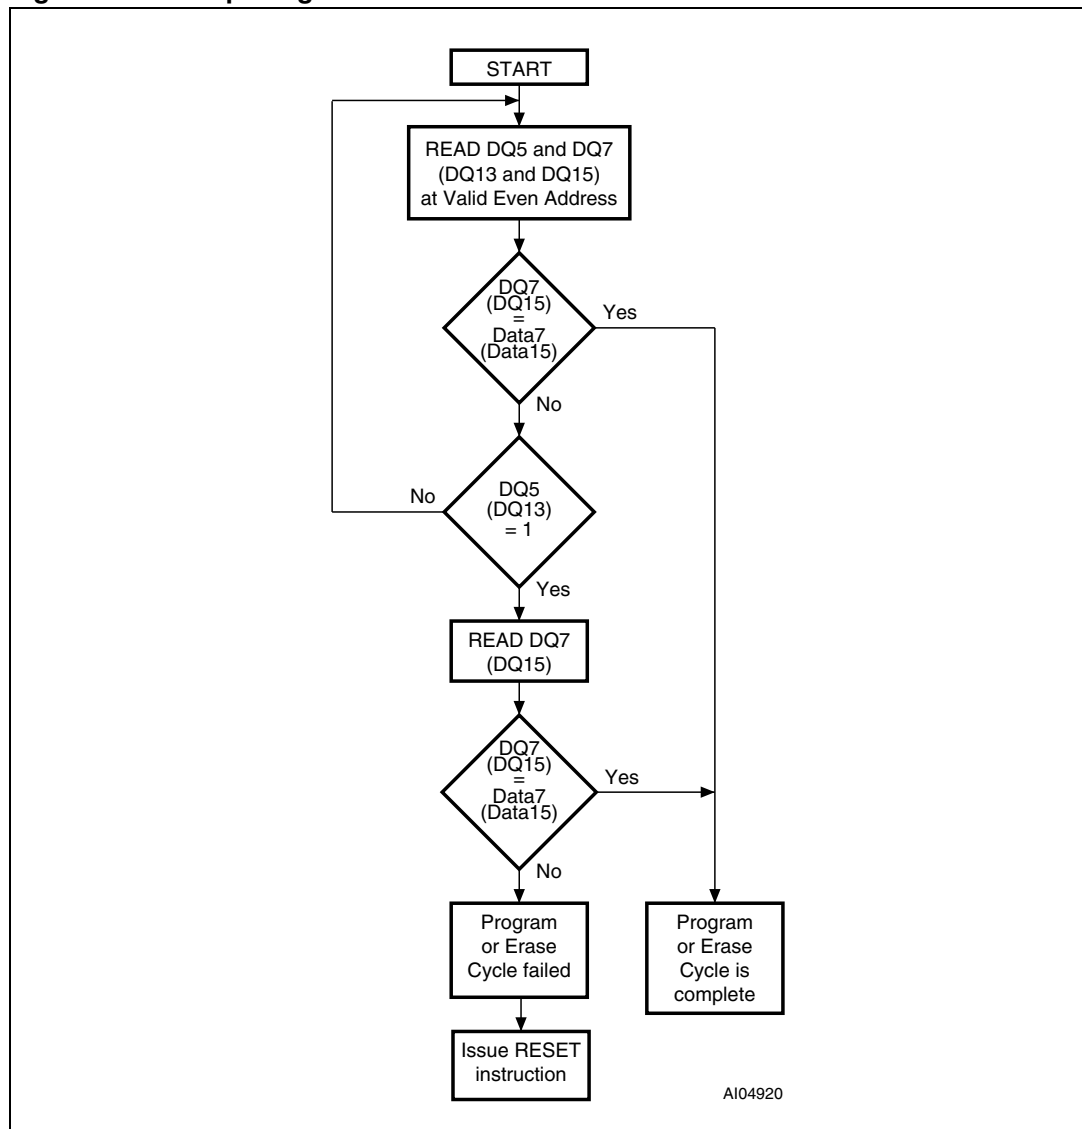 START
READ DQ5 and DQ7
(DQ13 and DQ15)
at Valid Even Address
DQ7
(DQ15)
=
Data7
(Data15)
Yes
No
DQ5
(DQ13)
= 1
No
Yes
READ DQ7
(DQ15)
DQ7
(DQ15)
=
Data7
(Data15)
Yes
No
Program
or Erase
Cycle failed
Program
or Erase
Cycle is
complete
Issue RESET
instruction
AI04920